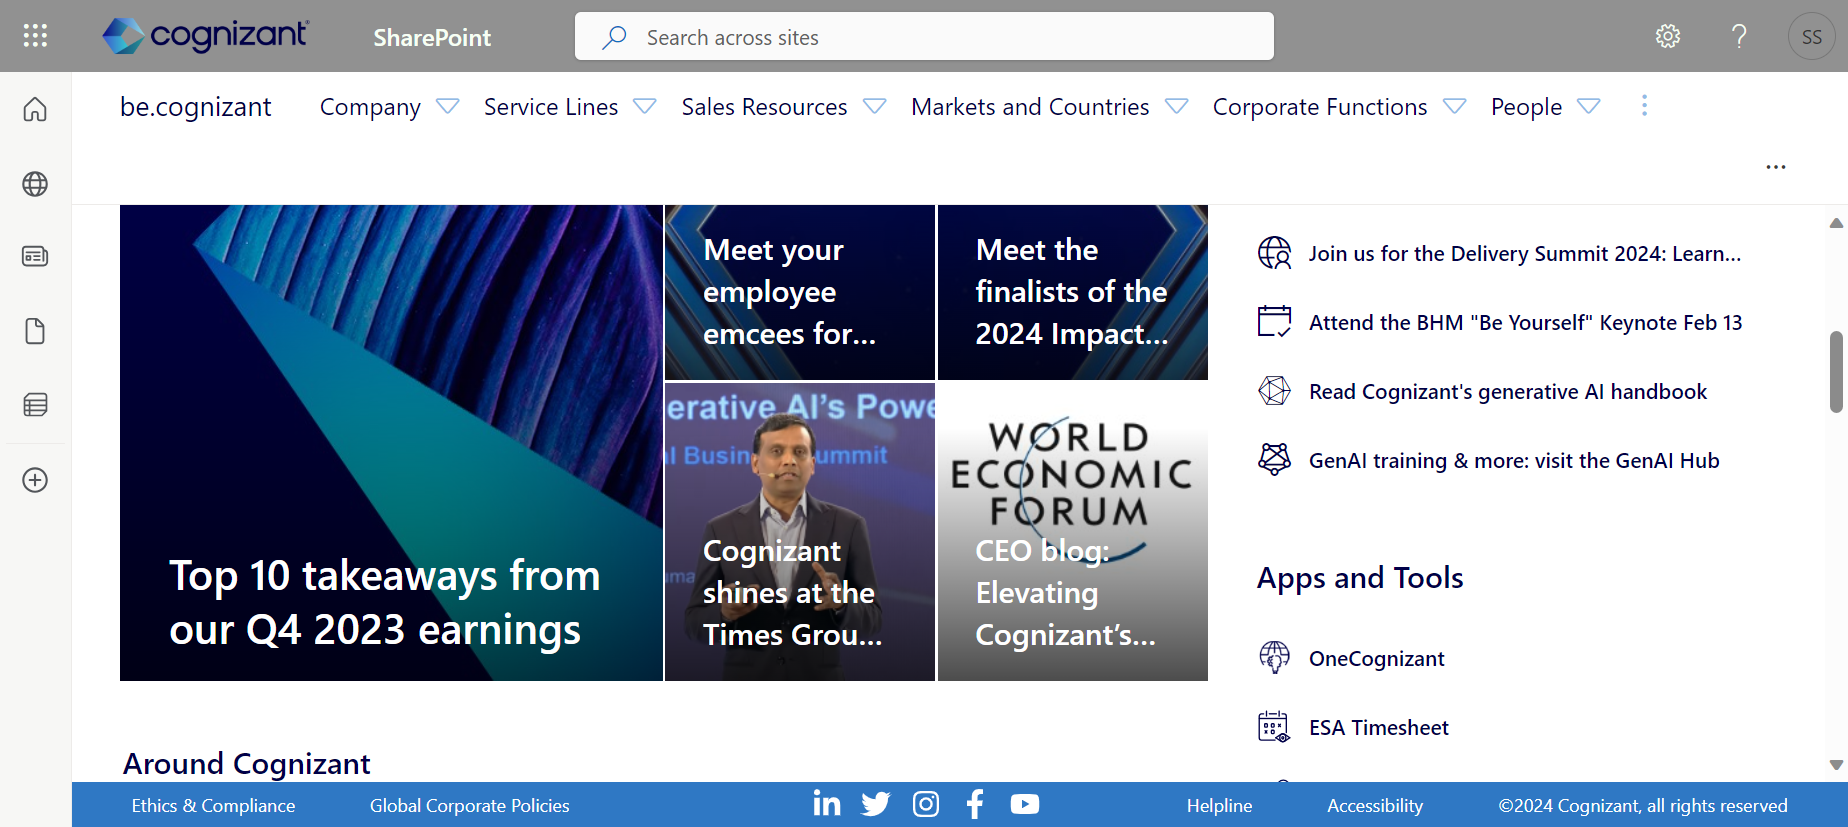 cognizant
SharePoint
Search across sites
SS
be.cognizant
Company
Service Lines
Sales Resources
Markets and Countries
Corporate Functions
People
Top 10 takeaways from
our Q4 2023 earnings
Meet your
employee
emcees for...
Meet the
finalists of the
2024 Impact...
erative AI's Powe
l Busin ummit
uma
Cognizant
shines at the
Times Grou...
WORLD
ECONOMIC
FORUM
CEO blog:
Elevating
Cognizant’s...
Join us for the Delivery Summit 2024: Learn...
Attend the BHM "Be Yourself" Keynote Feb 13
Read Cognizant's generative AI handbook
GenAI training & more: visit the GenAI Hub
Apps and Tools
OneCognizant
ESA Timesheet
Around Cognizant
Ethics & Compliance
Global Corporate Policies
Helpline
Accessibility
©2024 Cognizant, all rights reserved